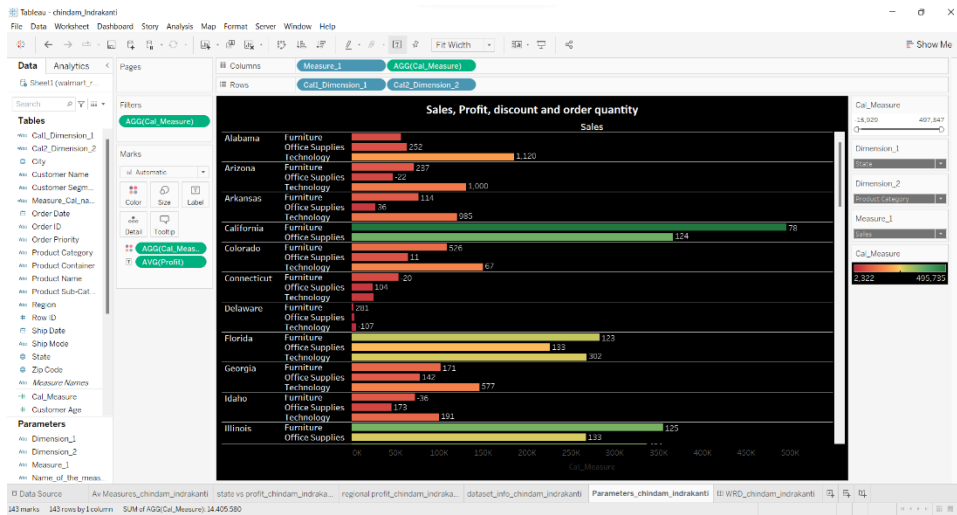 Tableau - chindam_Indrakanti
File Data Worksheet Dashboard Story Analysis Map Format Server Window Help
Fit Width
Show Me
Data Analytics
Sheet1 (walmart_r...
Search
Tables
Cal1_Dimension_1
Cal2_Dimension_2
City
Customer Name
Customer Segm...
Measure_Cal_na...
Order Date
Order ID
Order Priority
Product Category
Product Container
Product Name
Product Sub-Cat...
Region
Row ID
Ship Date
Ship Mode
State
Zip Code
Measure Names
Cal_Measure
Customer Age
Parameters
Dimension_1
Dimension_2
Measure_1
Name_of_the_meas...
Pages
Filters
AGG(Cal_Measure)
Marks
Automatic
Color Size Label
Detail Tooltip
AGG(Cal_Meas..
AVG(Profit)
Columns Measure_1 AGG(Cal_Measure)
Rows Cal1_Dimension_1 Cal2_Dimension_2
Sales, Profit, discount and order quantity
Sales
Alabama Furniture
Office Supplies 252
Technology 1,120
Arizona Furniture 237
Office Supplies -22
Technology 1,000
Arkansas Furniture 114
Office Supplies 36
Technology 985
California Furniture 78
Office Supplies 124
Colorado Furniture 526
Office Supplies 11
Technology 67
Connecticut Furniture -20
Office Supplies 104
Technology
Delaware Furniture 281
Office Supplies
Technology -107
Florida Furniture 123
Office Supplies 133
Technology 302
Georgia Furniture 171
Office Supplies 142
Technology 577
Idaho Furniture -36
Office Supplies 173
Technology 191
Illinois Furniture 125
Office Supplies 133
0K 50K 100K 150K 200K 250K 300K 350K 400K 450K 500K
Cal_Measure
Cal_Measure
-16,929 497,847
Dimension_1
State
Dimension_2
Product Category
Measure_1
Sales
Cal_Measure
2,322 495,735
Data Source Av Measures_chindam_indrakanti state vs profit_chindam_indraka... regional profit_chindam_indraka... dataset_info_chindam_indrakanti Parameters_chindam_indrakanti WRD_chindam_indrakanti
143 marks 143 rows by 1 column SUM of AGG(Cal_Measure): 14,405,580